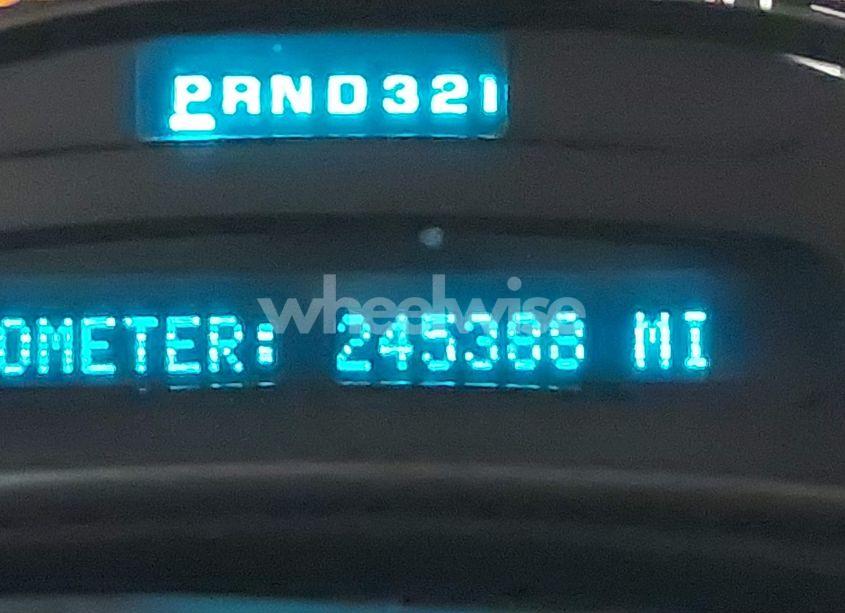 PRND321
wheelwise
OMETER: 245388 MI